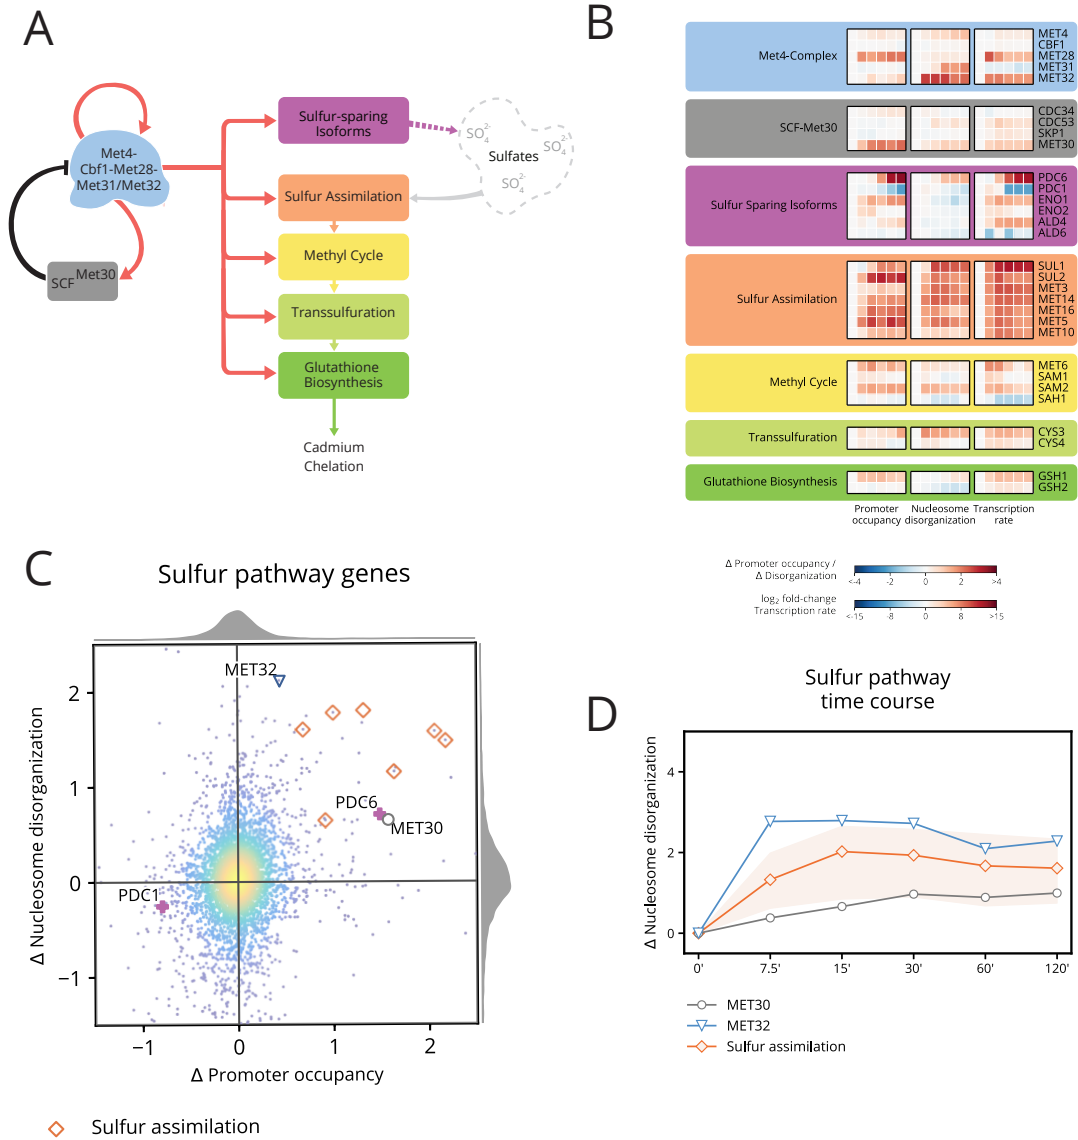 A
Met4-
Cbf1-Met28-
Met31/Met32
SCF Met30
Sulfur-sparing
Isoforms
Sulfur Assimilation
Methyl Cycle
Transsulfuration
Glutathione
Biosynthesis
Cadmium
Chelation
SO4 2-
SO4 2-
Sulfates
SO4 2-
B
Met4-Complex
MET4
CBF1
MET28
MET31
MET32
SCF-Met30
CDC34
CDC53
SKP1
MET30
Sulfur Sparing Isoforms
PDC6
PDC1
ENO1
ENO2
ALD4
ALD6
Sulfur Assimilation
SUL1
SUL2
MET3
MET14
MET16
MET5
MET10
Methyl Cycle
MET6
SAM1
SAM2
SAH1
Transsulfuration
CYS3
CYS4
Glutathione Biosynthesis
GSH1
GSH2
Promoter
occupancy
Nucleosome
disorganization
Transcription
rate
Δ Promoter occupancy /
Δ Disorganization
<-4 -2 0 2 >4
log2 fold-change
Transcription rate
<-15 -8 0 8 >15
C
Sulfur pathway genes
MET32
PDC6
MET30
PDC1
2
1
0
−1
Δ Nucleosome disorganization
−1 0 1 2
Δ Promoter occupancy
Sulfur assimilation
D
Sulfur pathway
time course
Δ Nucleosome disorganization
4
2
0
0' 7.5' 15' 30' 60' 120'
MET30
MET32
Sulfur assimilation